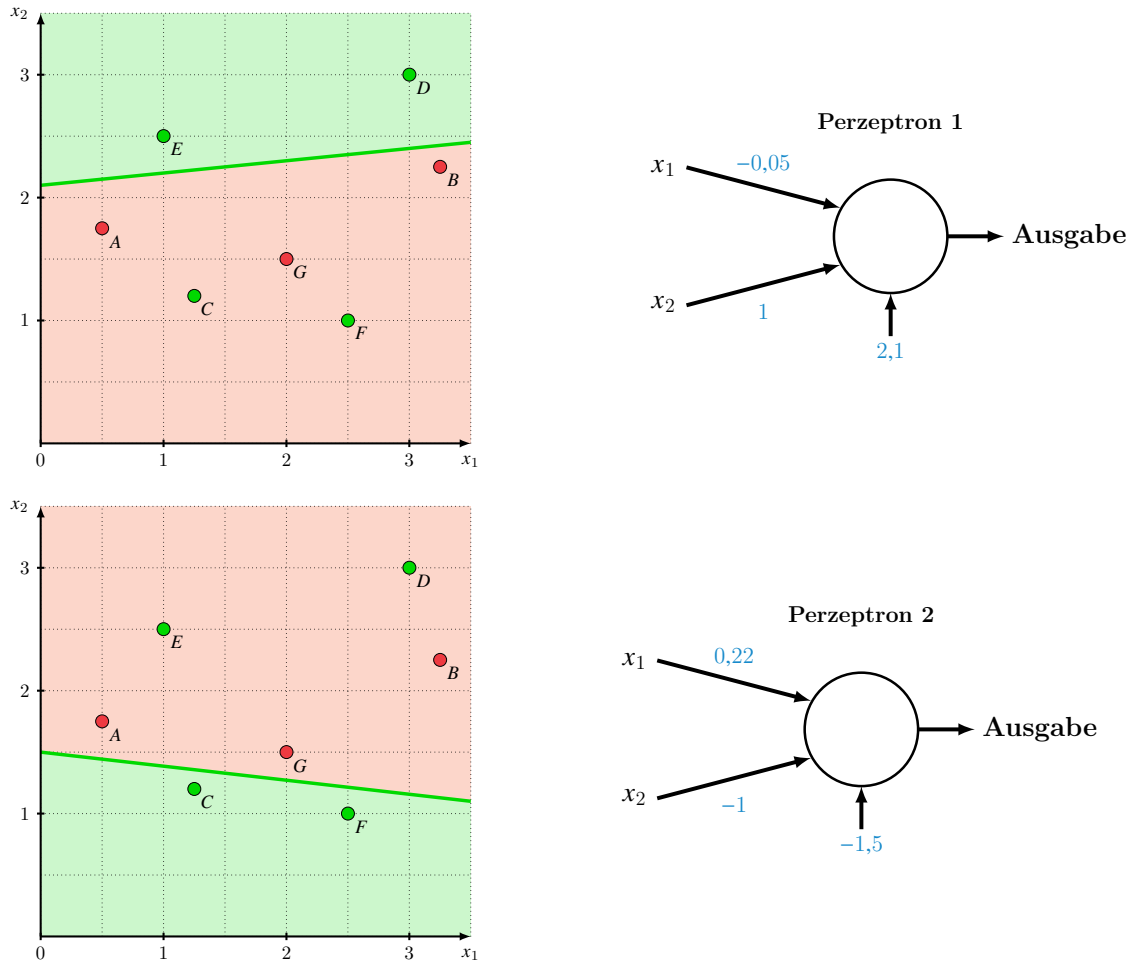 x₂
3
2
1
0
1
2
3
x₁
A
B
C
D
E
F
G
Perzeptron 1
x₁
−0,05
x₂
1
2,1
Ausgabe
x₂
3
2
1
0
1
2
3
x₁
A
B
C
D
E
F
G
Perzeptron 2
x₁
0,22
x₂
−1
−1,5
Ausgabe